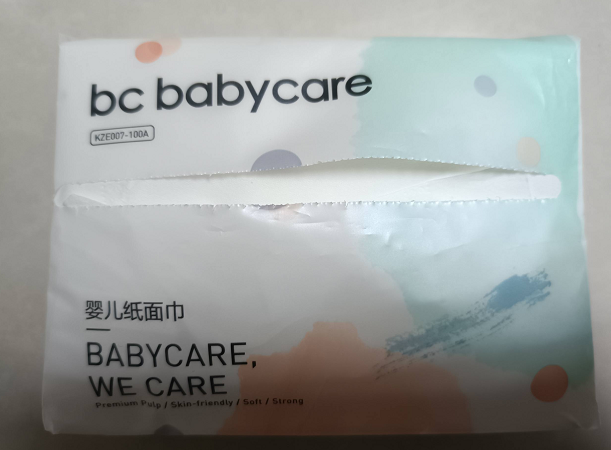 bc babycare
KZE007-100A
婴儿纸面巾
BABYCARE,
WE CARE
Premium Pulp / Skin-friendly / Soft / Strong